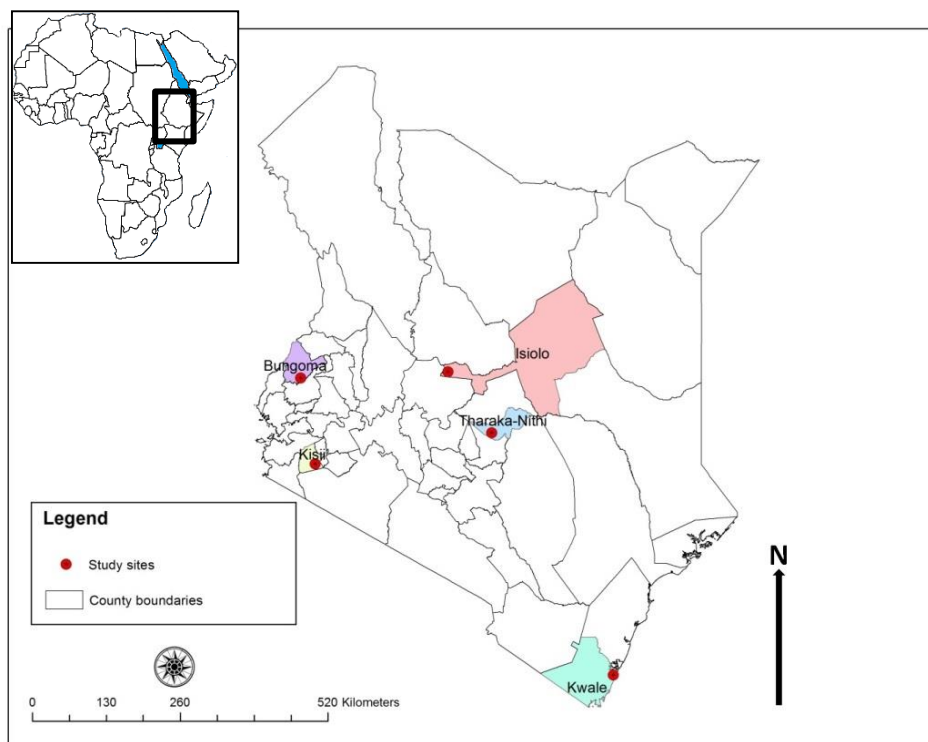 Isiolo
Bungoma
Tharaka-Nithi
Kisii
Legend
Study sites
County boundaries
N
Kwale
0 130 260 520 Kilometers